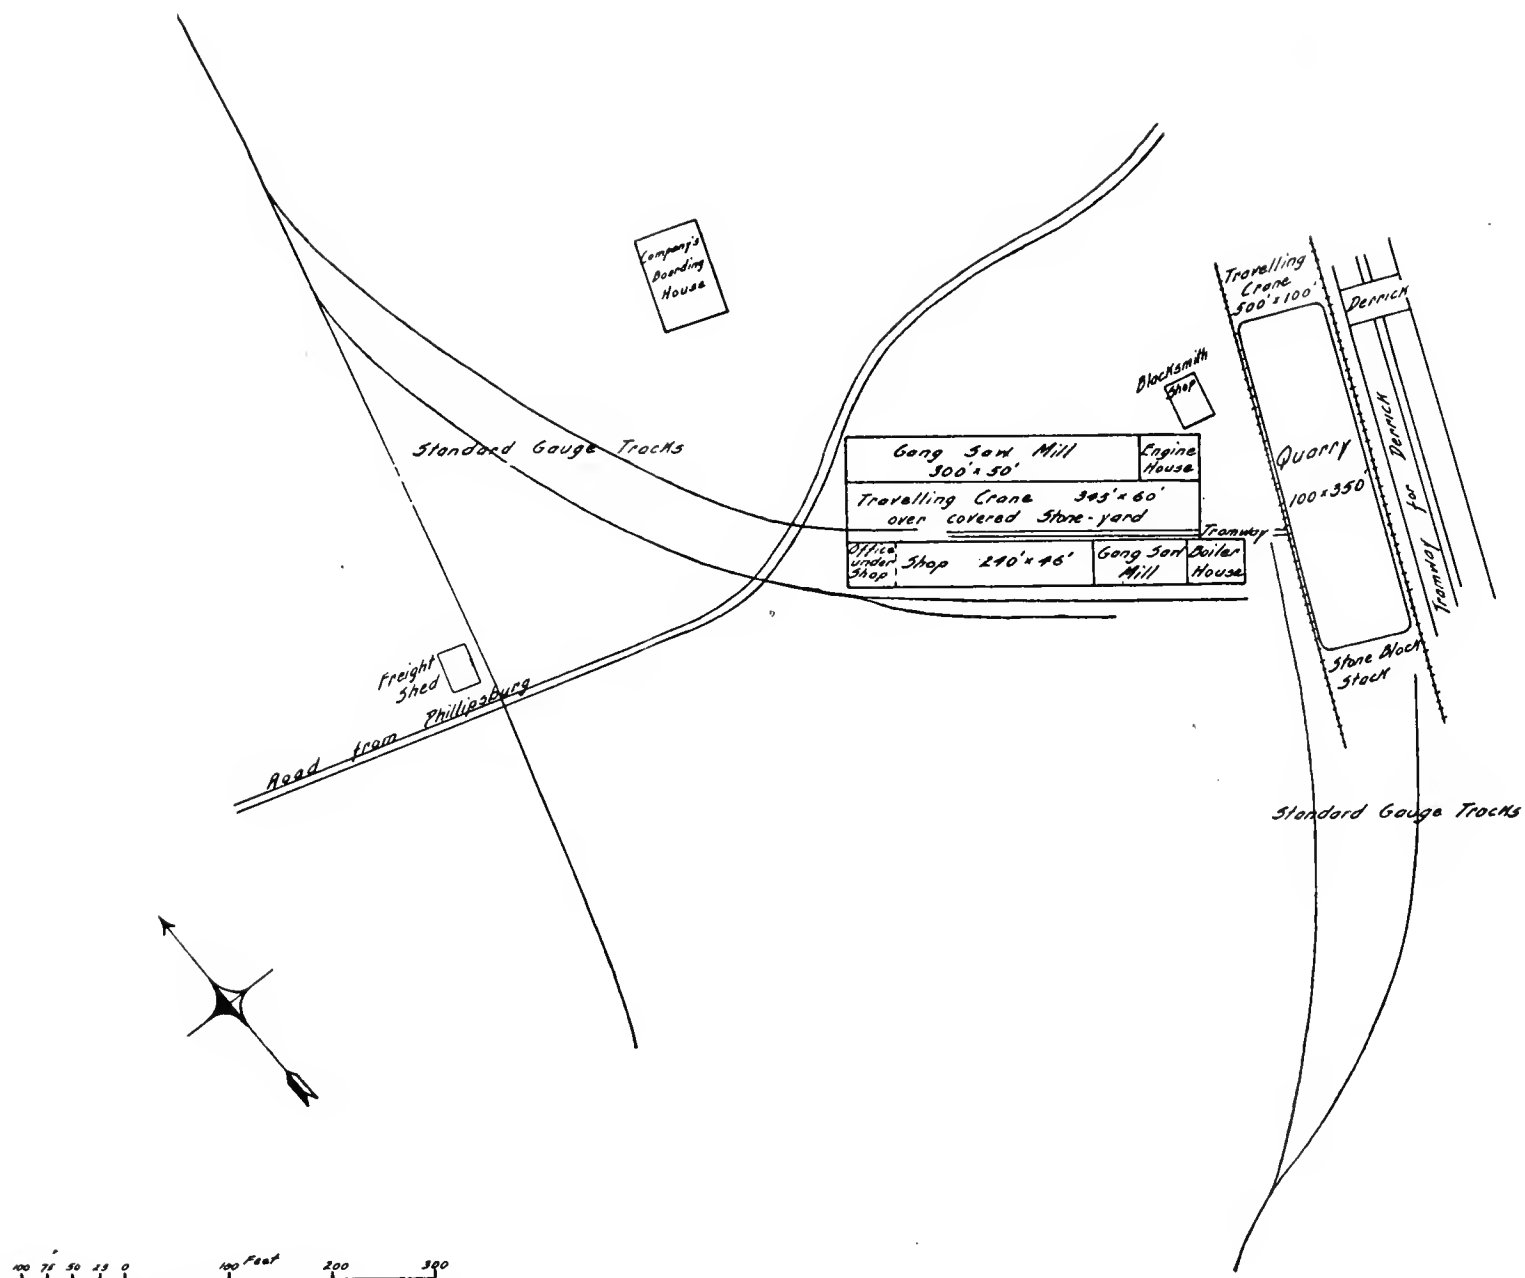 Company's
Boarding
House
Travelling
Crane
500' x 100'
Derrick
Blacksmith
Shop
Standard Gauge Tracks
Gang Saw Mill
300' x 50'
Engine
House
Travelling Crane 345' x 60'
over covered Stone-yard
Tramway
Office
under
Shop
Shop 240' x 46'
Gang Saw
Mill
Boiler
House
Quarry
100 x 350'
Tramway for Derrick
Stone Block
Stack
Freight
Shed
Road from Phillipsburg
Standard Gauge Tracks
100 75 50 25 0 100 Feet 200 300